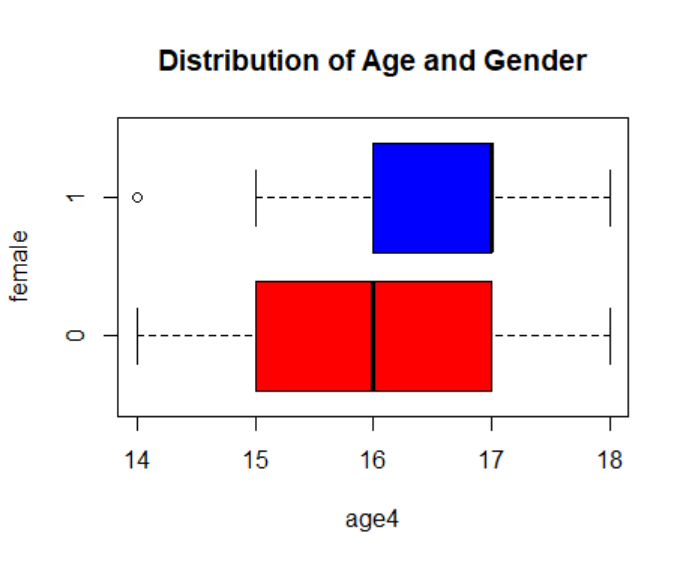 Distribution of Age and Gender
female
1
0
14 15 16 17 18
age4